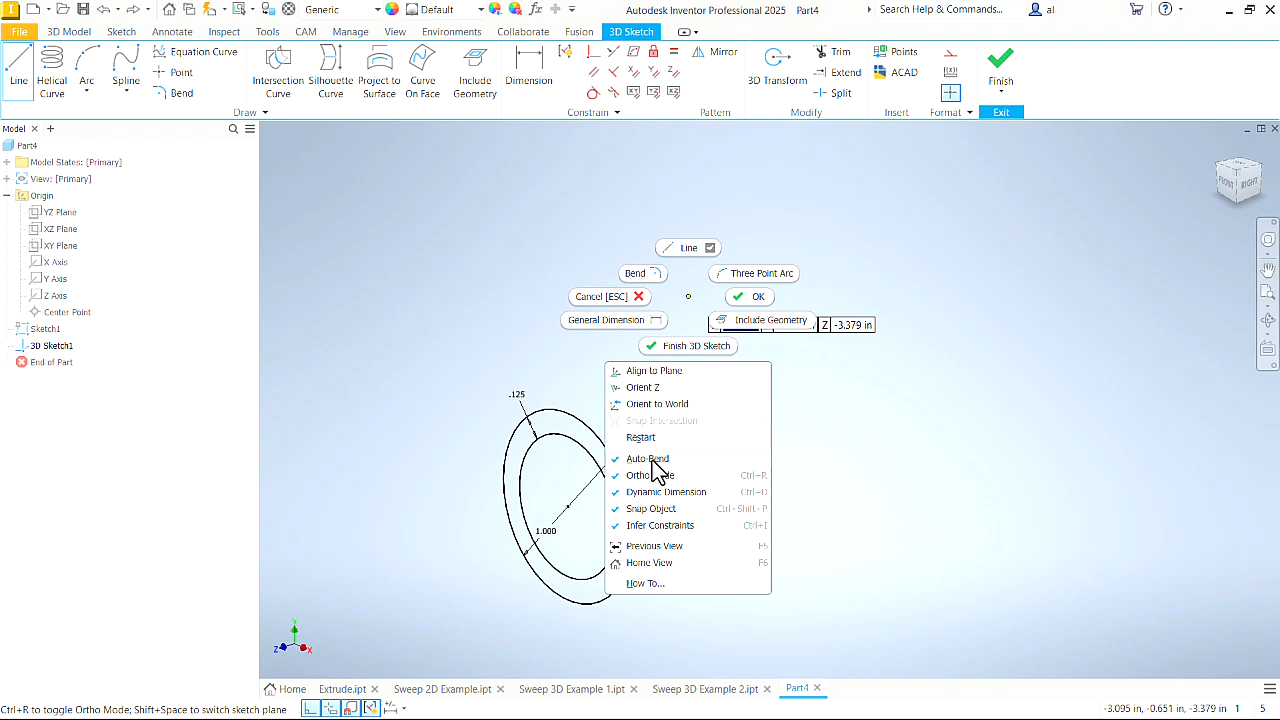 Generic
Default
Autodesk Inventor Professional 2025 Part4
Search Help & Commands...
al
File
3D Model
Sketch
Annotate
Inspect
Tools
CAM
Manage
View
Environments
Collaborate
Fusion
3D Sketch
Line
Helical Curve
Arc
Spline
Equation Curve
Point
Bend
Intersection Curve
Silhouette Curve
Project to Surface
Curve On Face
Include Geometry
Dimension
Mirror
3D Transform
Trim
Extend
Split
Points
ACAD
Finish
Draw
Constrain
Pattern
Modify
Insert
Format
Exit
Model
Part4
Model States: [Primary]
View: [Primary]
Origin
YZ Plane
XZ Plane
XY Plane
X Axis
Y Axis
Z Axis
Center Point
Sketch1
3D Sketch1
End of Part
FRONT
RIGHT
Line
Bend
Three Point Arc
Cancel [ESC]
OK
General Dimension
Include Geometry
Z -3.379 in
Finish 3D Sketch
Align to Plane
Orient Z
Orient to World
Snap Intersection
Restart
Auto-Bend
Ctrl+R
Dynamic Dimension Ctrl+D
Snap Object Ctrl+Shift+P
Infer Constraints Ctrl+I
Previous View F5
Home View F6
How To...
.125
1.000
Y
Z
X
Home
Extrude.ipt
Sweep 2D Example.ipt
Sweep 3D Example 1.ipt
Sweep 3D Example 2.ipt
Part4
Ctrl+R to toggle Ortho Mode; Shift+Space to switch sketch plane
-3.095 in, -0.651 in, -3.379 in 1 5